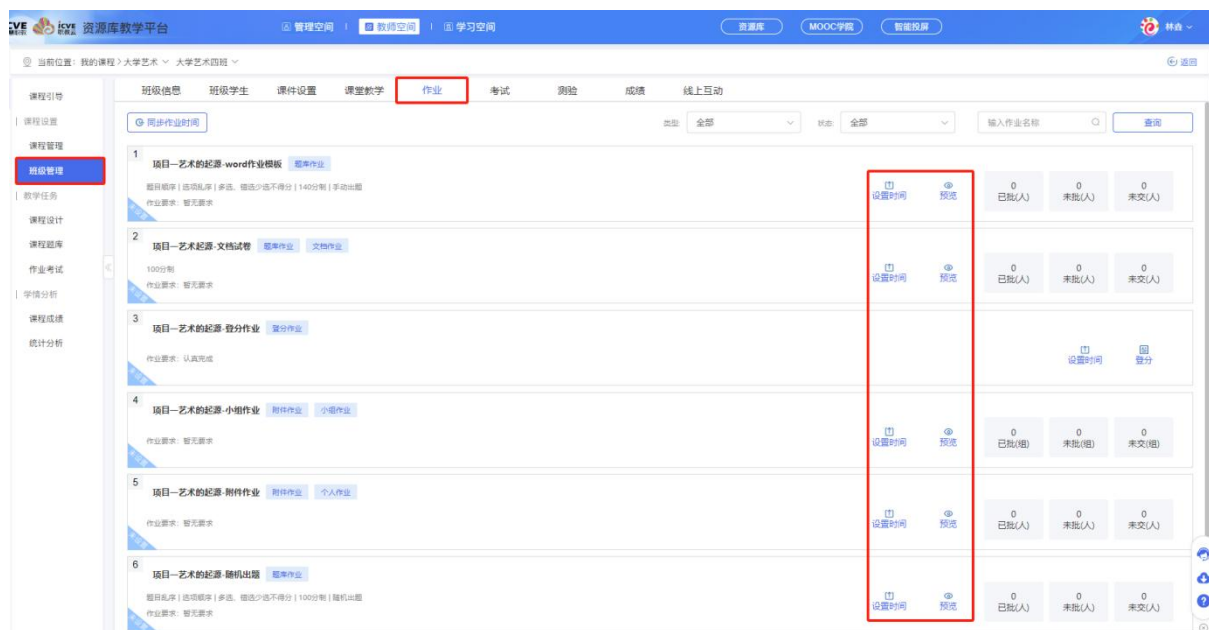 icve 资源库教学平台 管理空间 教师空间 学习空间 资源库 MOOC学院 智能投屏 林垚
当前位置: 我的课程 > 大学艺术 大学艺术四班 返回
课程引导
课程设置
课程管理
班级管理
教学任务
课程设计
课程题库
作业考试
学情分析
课程成绩
统计分析
班级信息 班级学生 课件设置 课堂教学 作业 考试 测验 成绩 线上互动
同步作业时间 类型: 全部 状态: 全部 输入作业名称 查询
1
项目一艺术的起源-word作业模板 题库作业
题目顺序 | 选项乱序 | 多选、错选少选不得分 | 140分制 | 手动出题
作业要求: 暂无要求
设置时间 预览 0 已批(人) 0 未批(人) 0 未交(人)
2
项目一艺术起源-文档试卷 题库作业 文档作业
100分制
作业要求: 暂无要求
设置时间 预览 0 已批(人) 0 未批(人) 0 未交(人)
3
项目一艺术的起源-登分作业 登分作业
作业要求: 认真完成
设置时间 登分
4
项目一艺术的起源-小组作业 附件作业 小组作业
作业要求: 暂无要求
设置时间 预览 0 已批(组) 0 未批(组) 0 未交(组)
5
项目一艺术的起源-附件作业 附件作业 个人作业
作业要求: 暂无要求
设置时间 预览 0 已批(人) 0 未批(人) 0 未交(人)
6
项目一艺术的起源-随机出题 题库作业
题目乱序 | 选项顺序 | 多选、错选少选不得分 | 100分制 | 随机出题
作业要求: 暂无要求
设置时间 预览 0 已批(人) 0 未批(人) 0 未交(人)